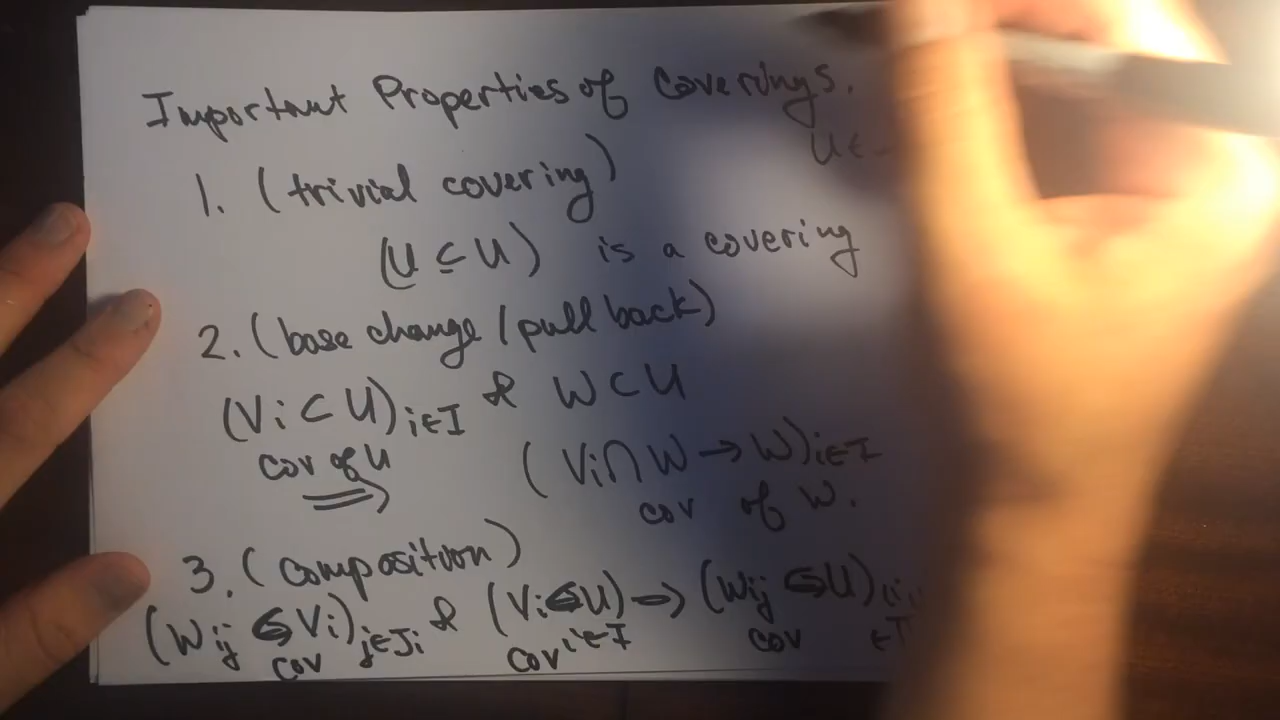 Important Properties of Coverings.
U ∈
1. (trivial covering)
(U ⊆ U) is a covering
2. (base change / pull back)
(Vi ⊂ U)i∈I & W ⊂ U
cov of U
⟹ (Vi ∩ W → W)i∈I
cov of W.
3. (composition)
(Wij ⊆ Vi)j∈Ji & (Vi ⊆ U)i∈I → (Wij ⊆ U)
cov cov cov